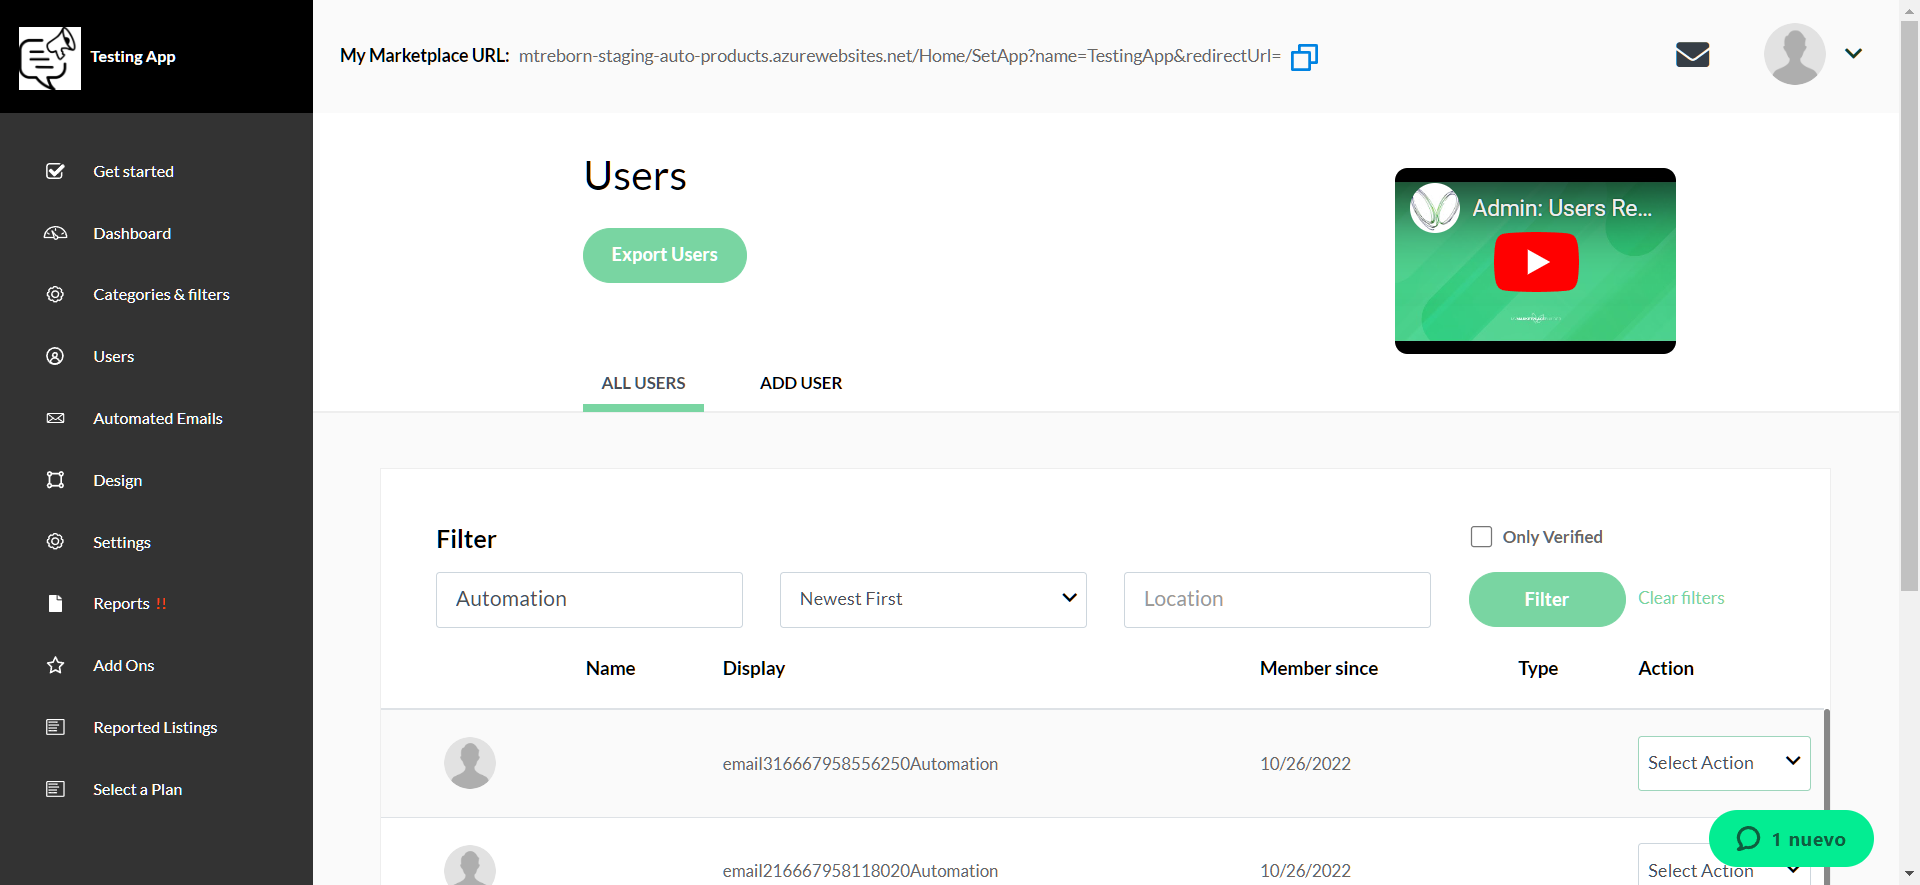 Testing App
My Marketplace URL: mtreborn-staging-auto-products.azurewebsites.net/Home/SetApp?name=TestingApp&redirectUrl=
Get started
Dashboard
Categories & filters
Users
Automated Emails
Design
Settings
Reports !!
Add Ons
Reported Listings
Select a Plan
Users
Export Users
Admin: Users Re...
ALL USERS ADD USER
Filter
Only Verified
Automation Newest First Location Filter Clear filters
Name Display Member since Type Action
email316667958556250Automation 10/26/2022 Select Action
email216667958118020Automation 10/26/2022 Select Action
1 nuevo